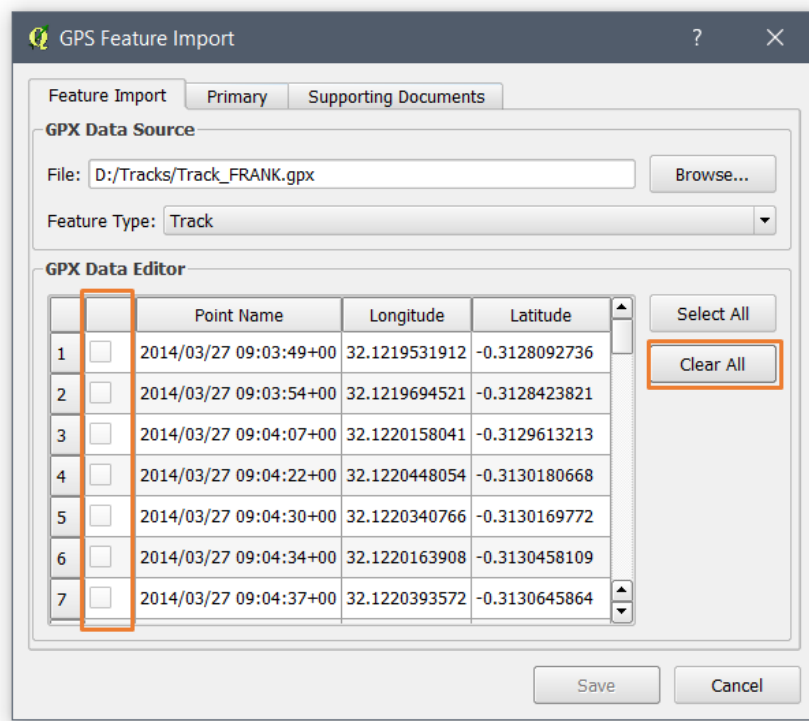 GPS Feature Import ? ×
Feature Import Primary Supporting Documents
GPX Data Source
File: D:/Tracks/Track_FRANK.gpx Browse...
Feature Type: Track
GPX Data Editor
Point Name Longitude Latitude Select All
1 2014/03/27 09:03:49+00 32.1219531912 -0.3128092736 Clear All
2 2014/03/27 09:03:54+00 32.1219694521 -0.3128423821
3 2014/03/27 09:04:07+00 32.1220158041 -0.3129613213
4 2014/03/27 09:04:22+00 32.1220448054 -0.3130180668
5 2014/03/27 09:04:30+00 32.1220340766 -0.3130169772
6 2014/03/27 09:04:34+00 32.1220163908 -0.3130458109
7 2014/03/27 09:04:37+00 32.1220393572 -0.3130645864
Save Cancel